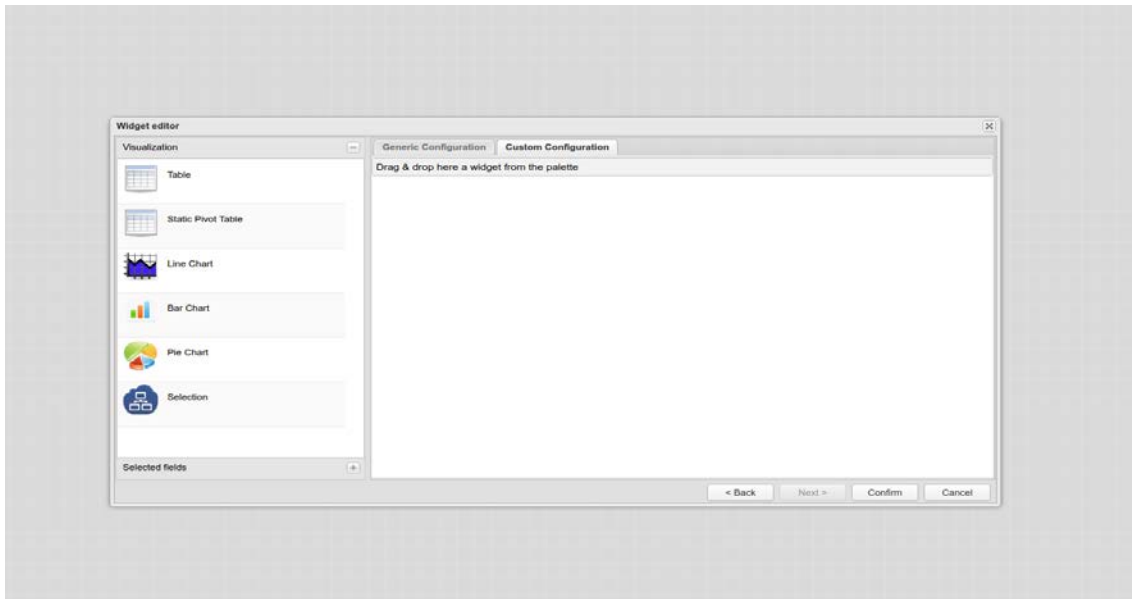 Widget editor
Visualization
Generic Configuration Custom Configuration
Drag & drop here a widget from the palette
Table
Static Pivot Table
Line Chart
Bar Chart
Pie Chart
Selection
Selected fields
< Back Next > Confirm Cancel